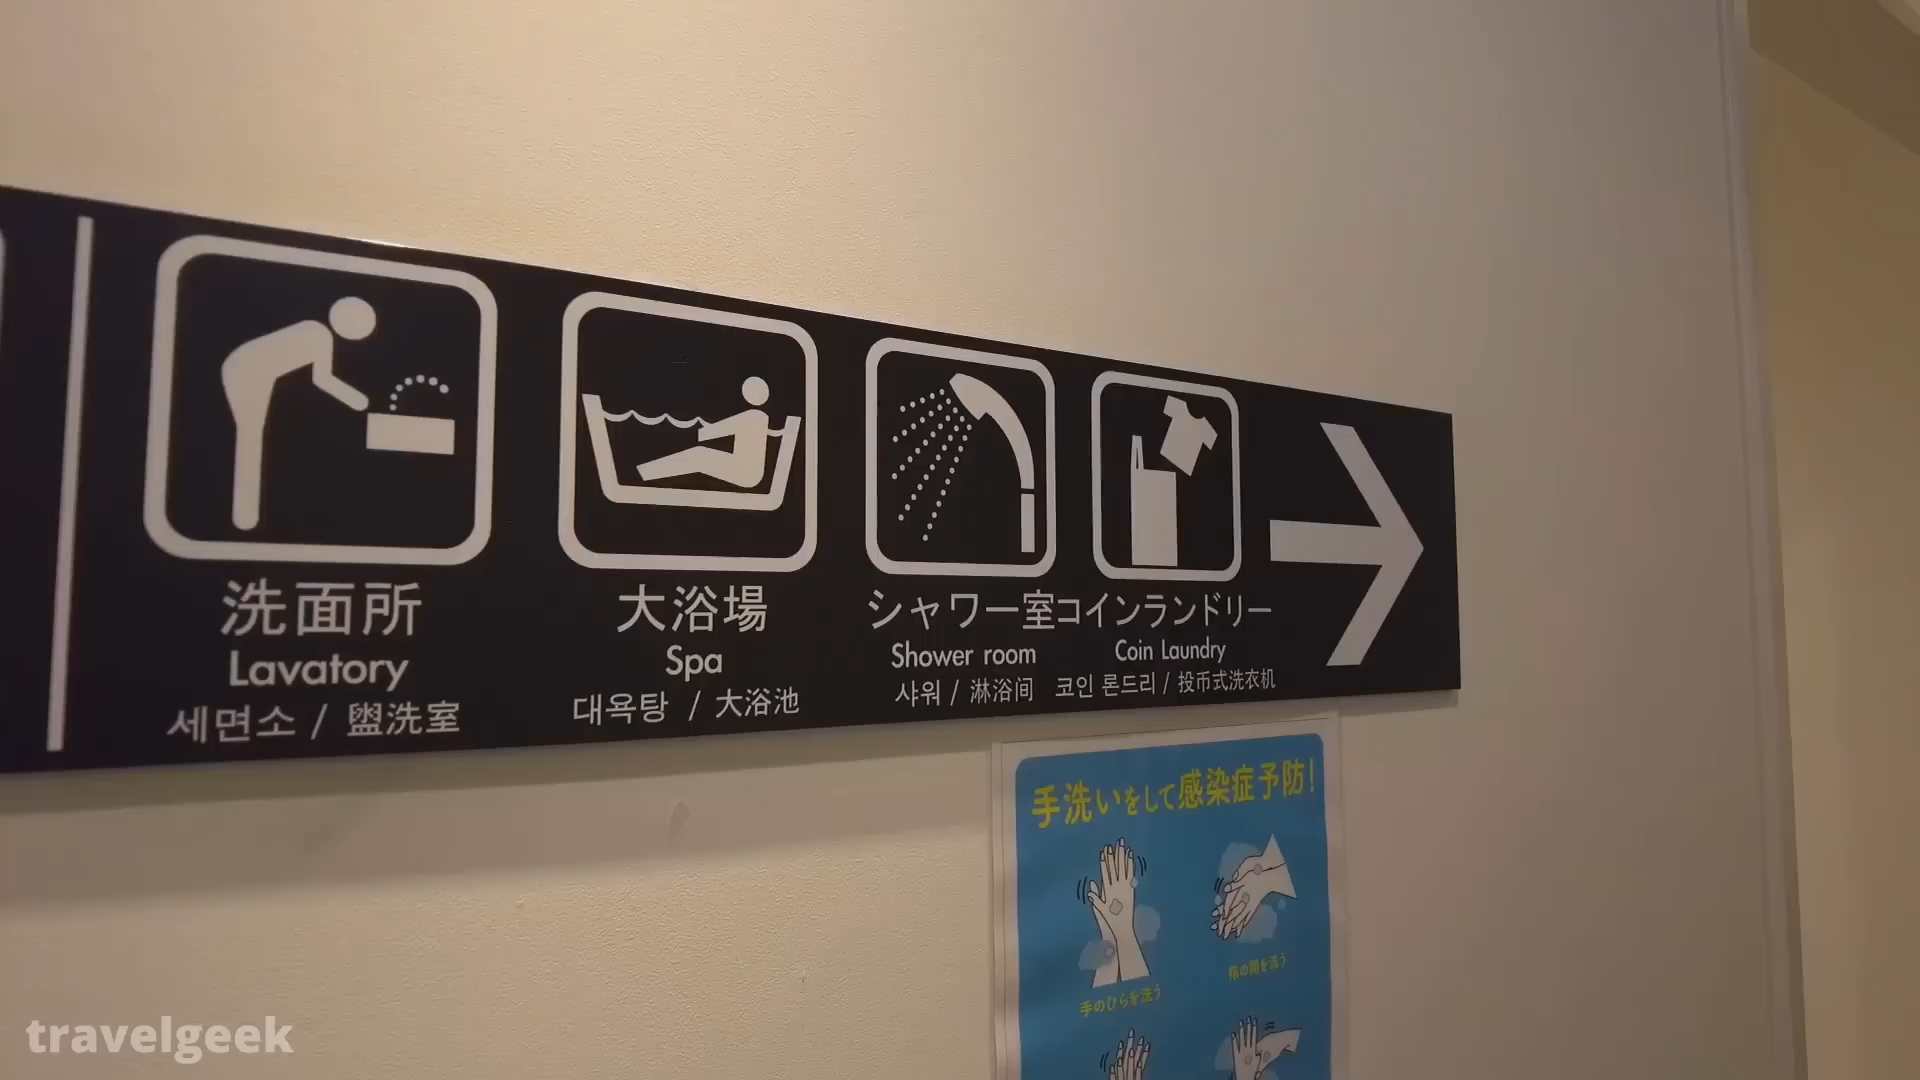 洗面所
Lavatory
세면소 / 盥洗室
大浴場
Spa
대욕탕 / 大浴池
シャワー室
Shower room
샤워 / 淋浴间
コインランドリー
Coin Laundry
코인 론드리 / 投币式洗衣机
手洗いをして感染症予防!
手のひらを洗う
指の間を洗う
travelgeek